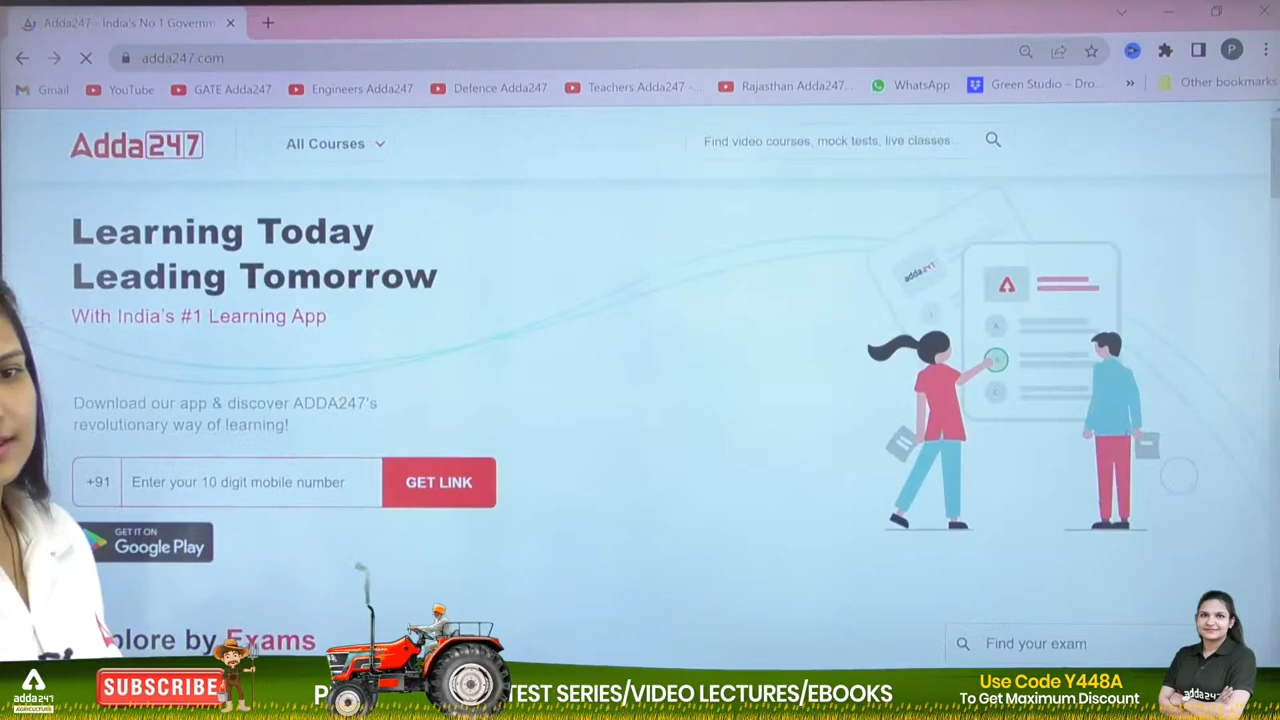 Adda247 - India's No.1 Governm
adda247.com
Gmail
YouTube
GATE Adda247
Engineers Adda247
Defence Adda247
Teachers Adda247 -...
Rajasthan Adda247...
WhatsApp
Green Studio – Dro...
»
Other bookmarks
P
Adda247
All Courses
Find video courses, mock tests, live classes..
Learning Today
Leading Tomorrow
With India's #1 Learning App
adda247
A
C
Download our app & discover ADDA247's
revolutionary way of learning!
+91
Enter your 10 digit mobile number
GET LINK
GET IT ON
Google Play
plore by Exams
Find your exam
adda247
AGRICULTURE
SUBSCRIBE
P TEST SERIES/VIDEO LECTURES/EBOOKS
Use Code Y448A
To Get Maximum Discount
adda247